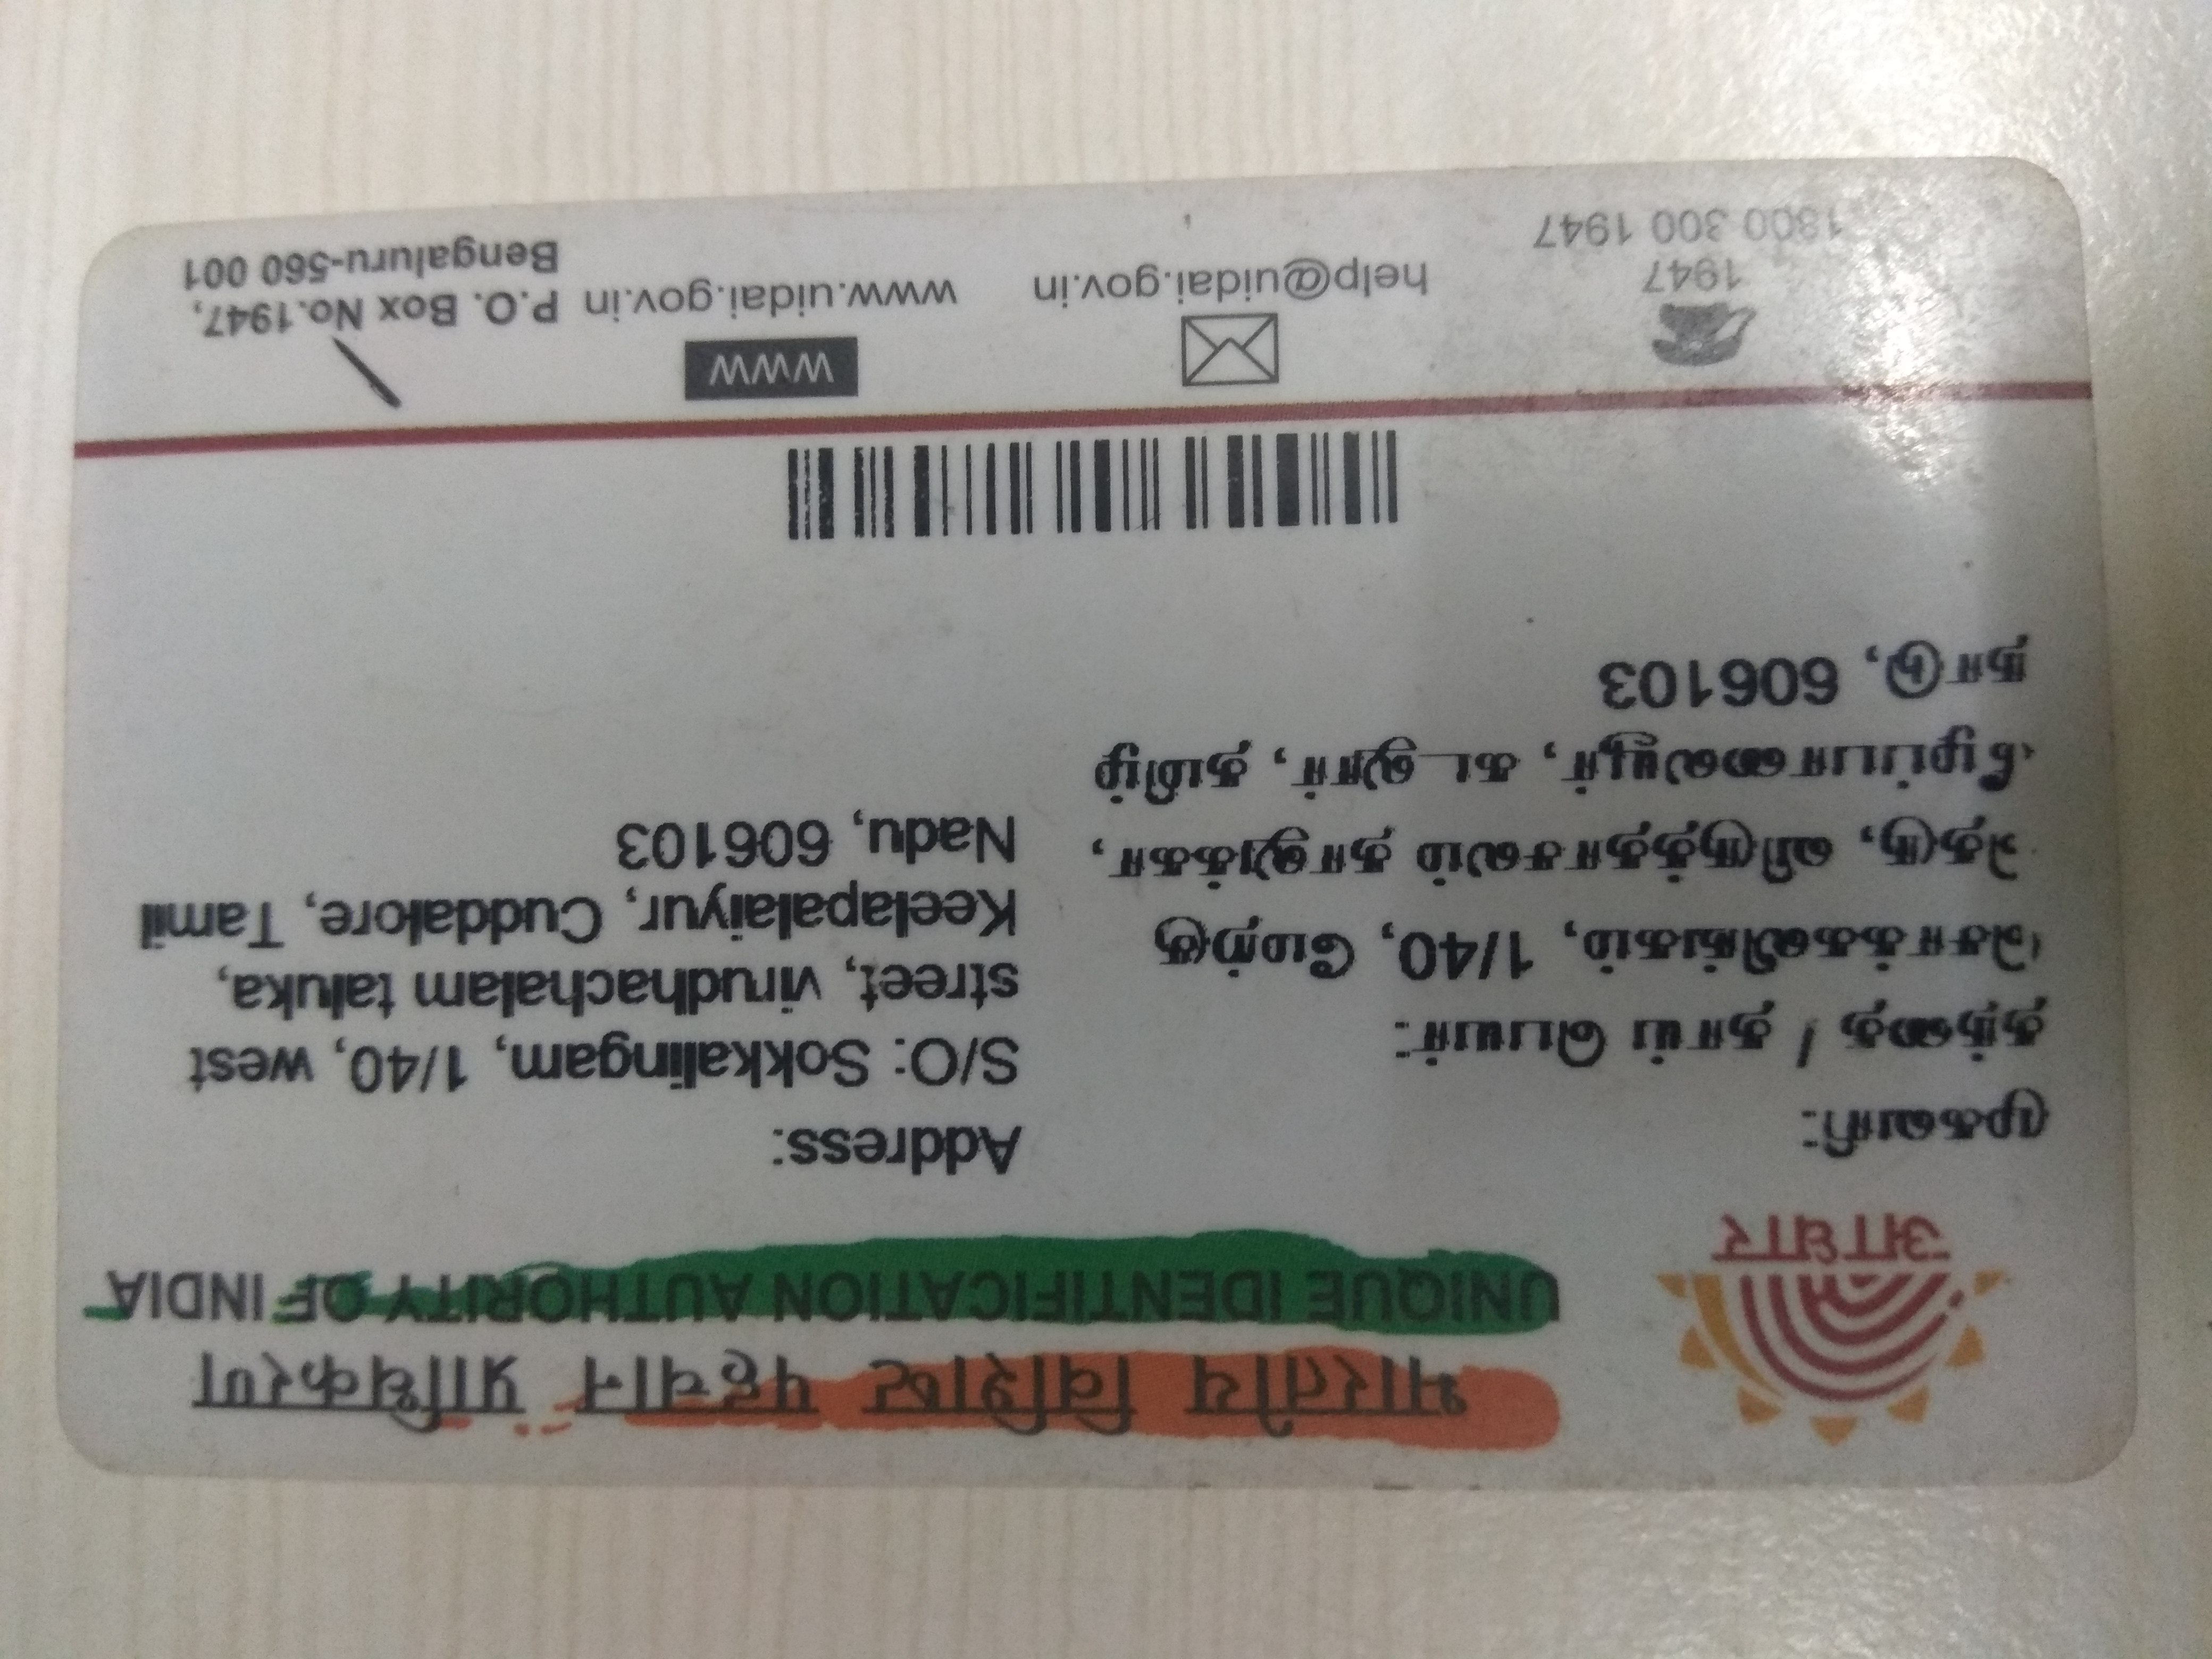 भारतीय विशिष्ट पहचान प्राधिकरण
UNIQUE IDENTIFICATION AUTHORITY OF INDIA
आधार
முகவரி:
தந்தை / தாய் பெயர்:
சொக்கலிங்கம், 1/40, மேற்கு
தெரு, விருத்தாசலம் தாலுக்கா,
கீழப்பாலையூர், கடலூர், தமிழ்
நாடு, 606103
Address:
S/O: Sokkalingam, 1/40, west
street, virudhachalam taluka,
Keelapalaiyur, Cuddalore, Tamil
Nadu, 606103
1947
1800 300 1947
help@uidai.gov.in
WWW
www.uidai.gov.in
P.O. Box No.1947,
Bengaluru-560 001